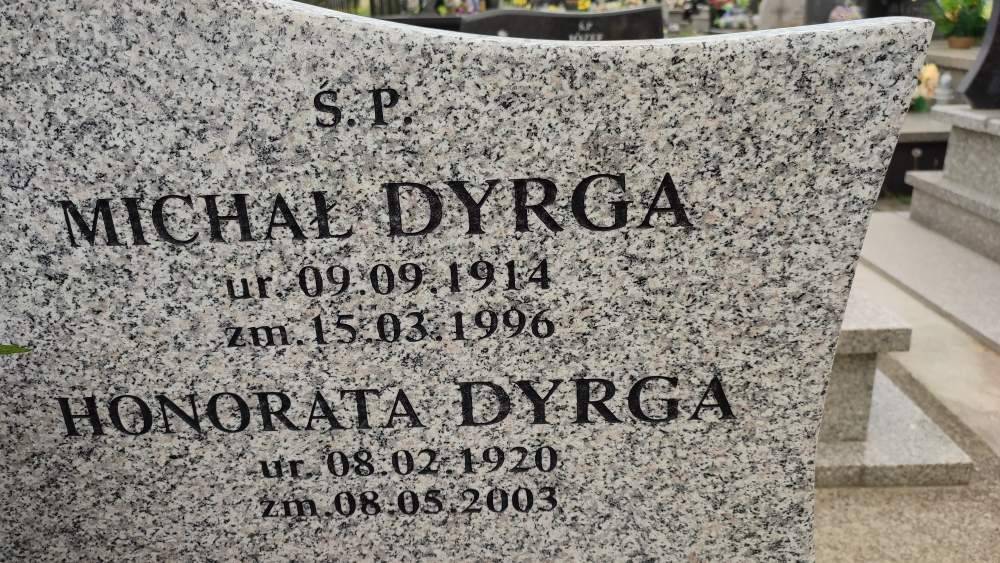 Ś.P.
JÓZEF
Ś.P.
MICHAŁ DYRGA
ur. 09.09.1914
zm.15.03.1996
HONORATA DYRGA
ur. 08.02.1920
zm.08.05.2003